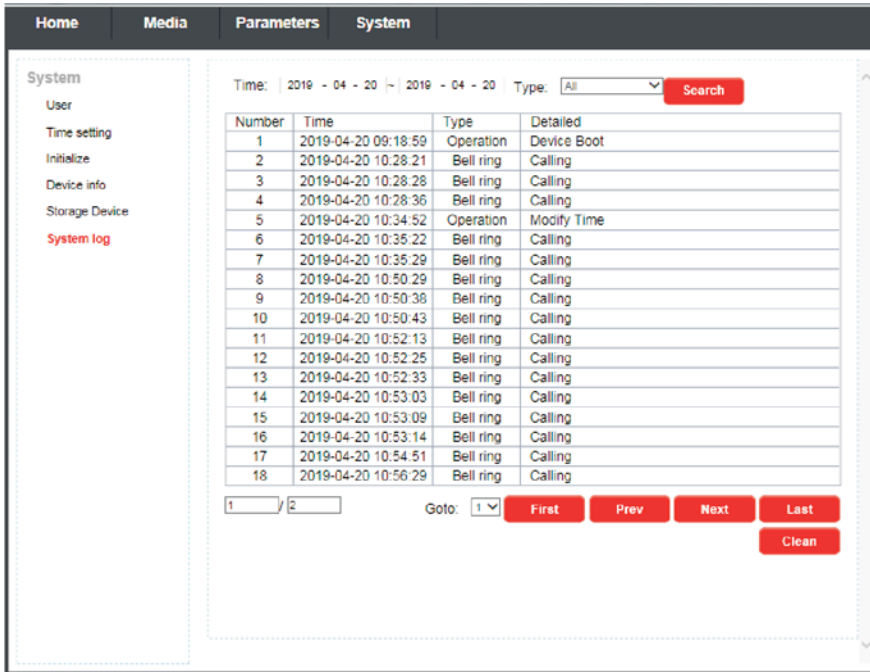 Home Media Parameters System
System
User
Time setting
Initialize
Device info
Storage Device
System log
Time: 2019 - 04 - 20 ~ 2019 - 04 - 20 Type: All Search
Number Time Type Detailed
1 2019-04-20 09:18:59 Operation Device Boot
2 2019-04-20 10:28:21 Bell ring Calling
3 2019-04-20 10:28:28 Bell ring Calling
4 2019-04-20 10:28:36 Bell ring Calling
5 2019-04-20 10:34:52 Operation Modify Time
6 2019-04-20 10:35:22 Bell ring Calling
7 2019-04-20 10:35:29 Bell ring Calling
8 2019-04-20 10:50:29 Bell ring Calling
9 2019-04-20 10:50:38 Bell ring Calling
10 2019-04-20 10:50:43 Bell ring Calling
11 2019-04-20 10:52:13 Bell ring Calling
12 2019-04-20 10:52:25 Bell ring Calling
13 2019-04-20 10:52:33 Bell ring Calling
14 2019-04-20 10:53:03 Bell ring Calling
15 2019-04-20 10:53:09 Bell ring Calling
16 2019-04-20 10:53:14 Bell ring Calling
17 2019-04-20 10:54:51 Bell ring Calling
18 2019-04-20 10:56:29 Bell ring Calling
1 / 2 Goto: 1 First Prev Next Last
Clean